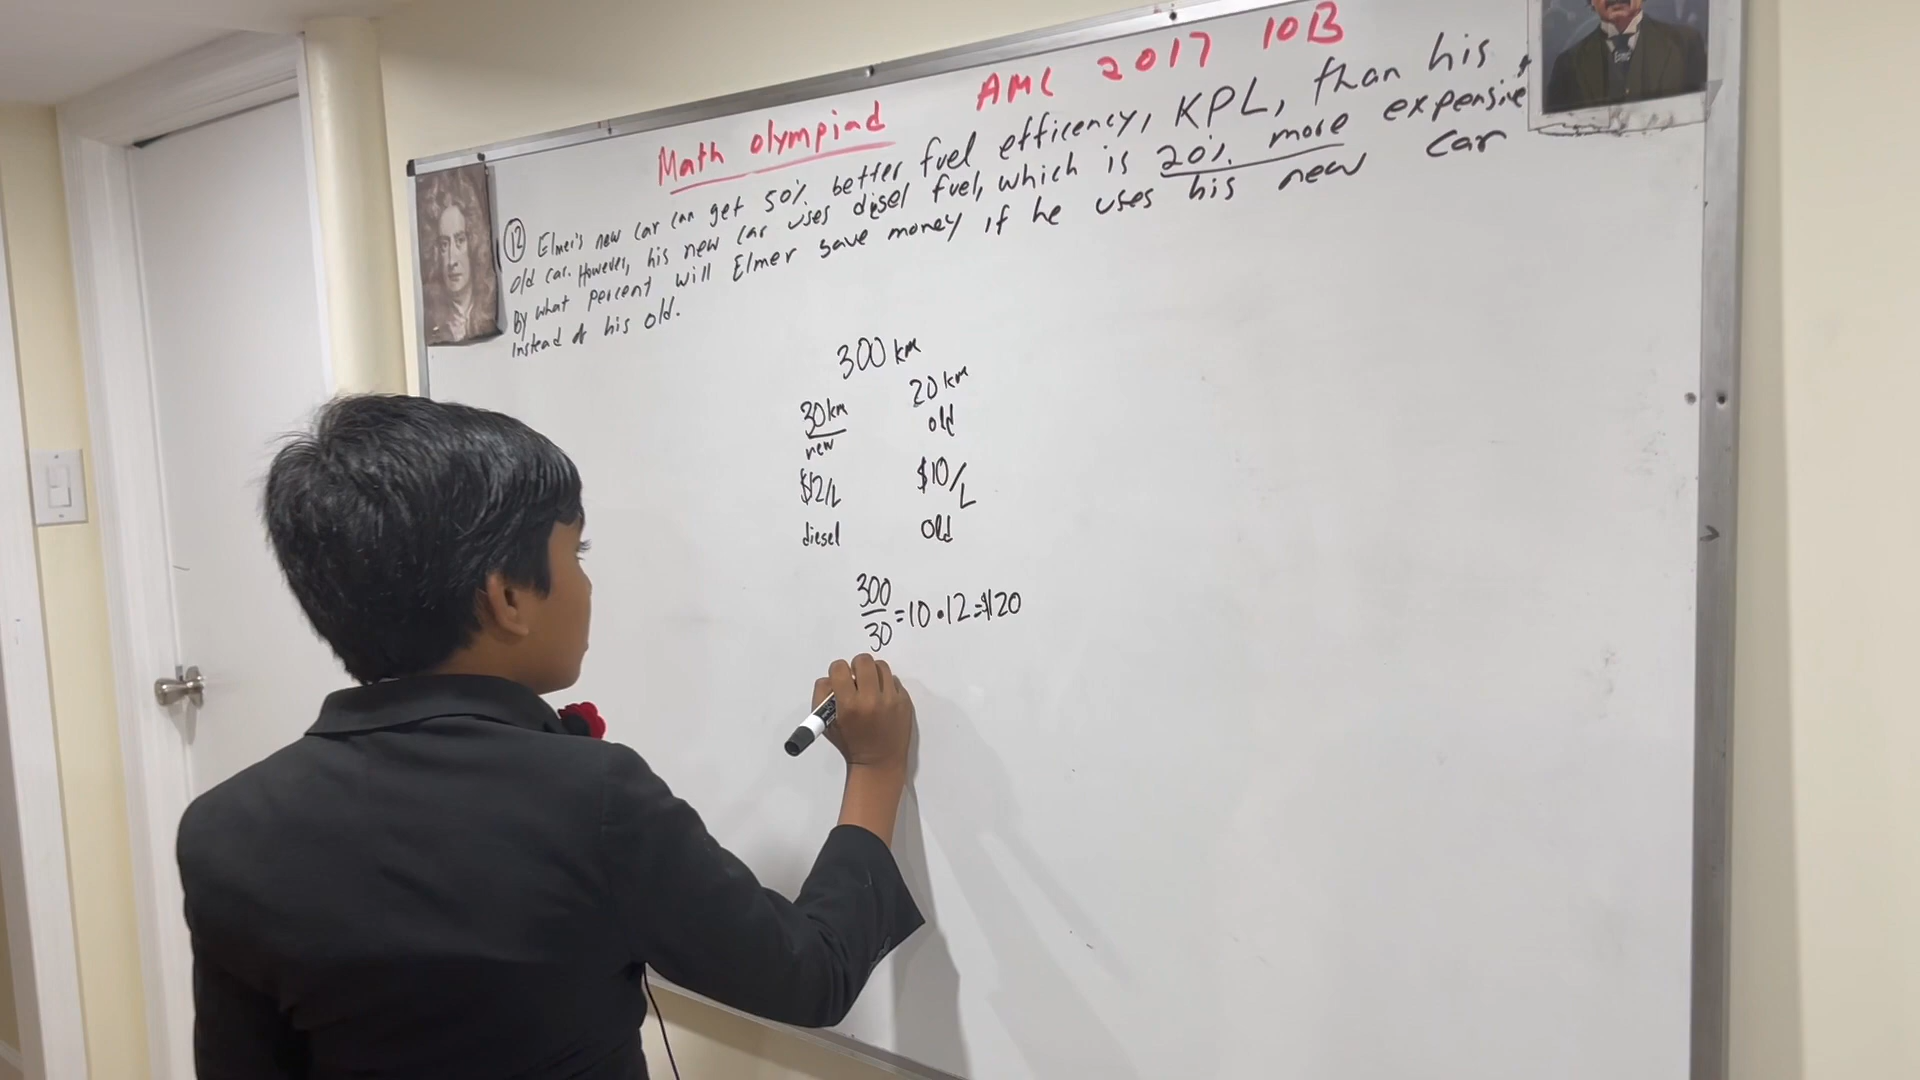 Math olympiad AMC 2017 10B
⑫ Elmer's new car can get 50% better fuel efficency, KPL, than his
old car. However, his new car uses diesel fuel, which is 20% more expensive
By what percent will Elmer save money if he uses his new car
instead of his old.
300 km
30km 20km
new old
$12/L $10/L
diesel old
300/30 = 10 • 12 = $120